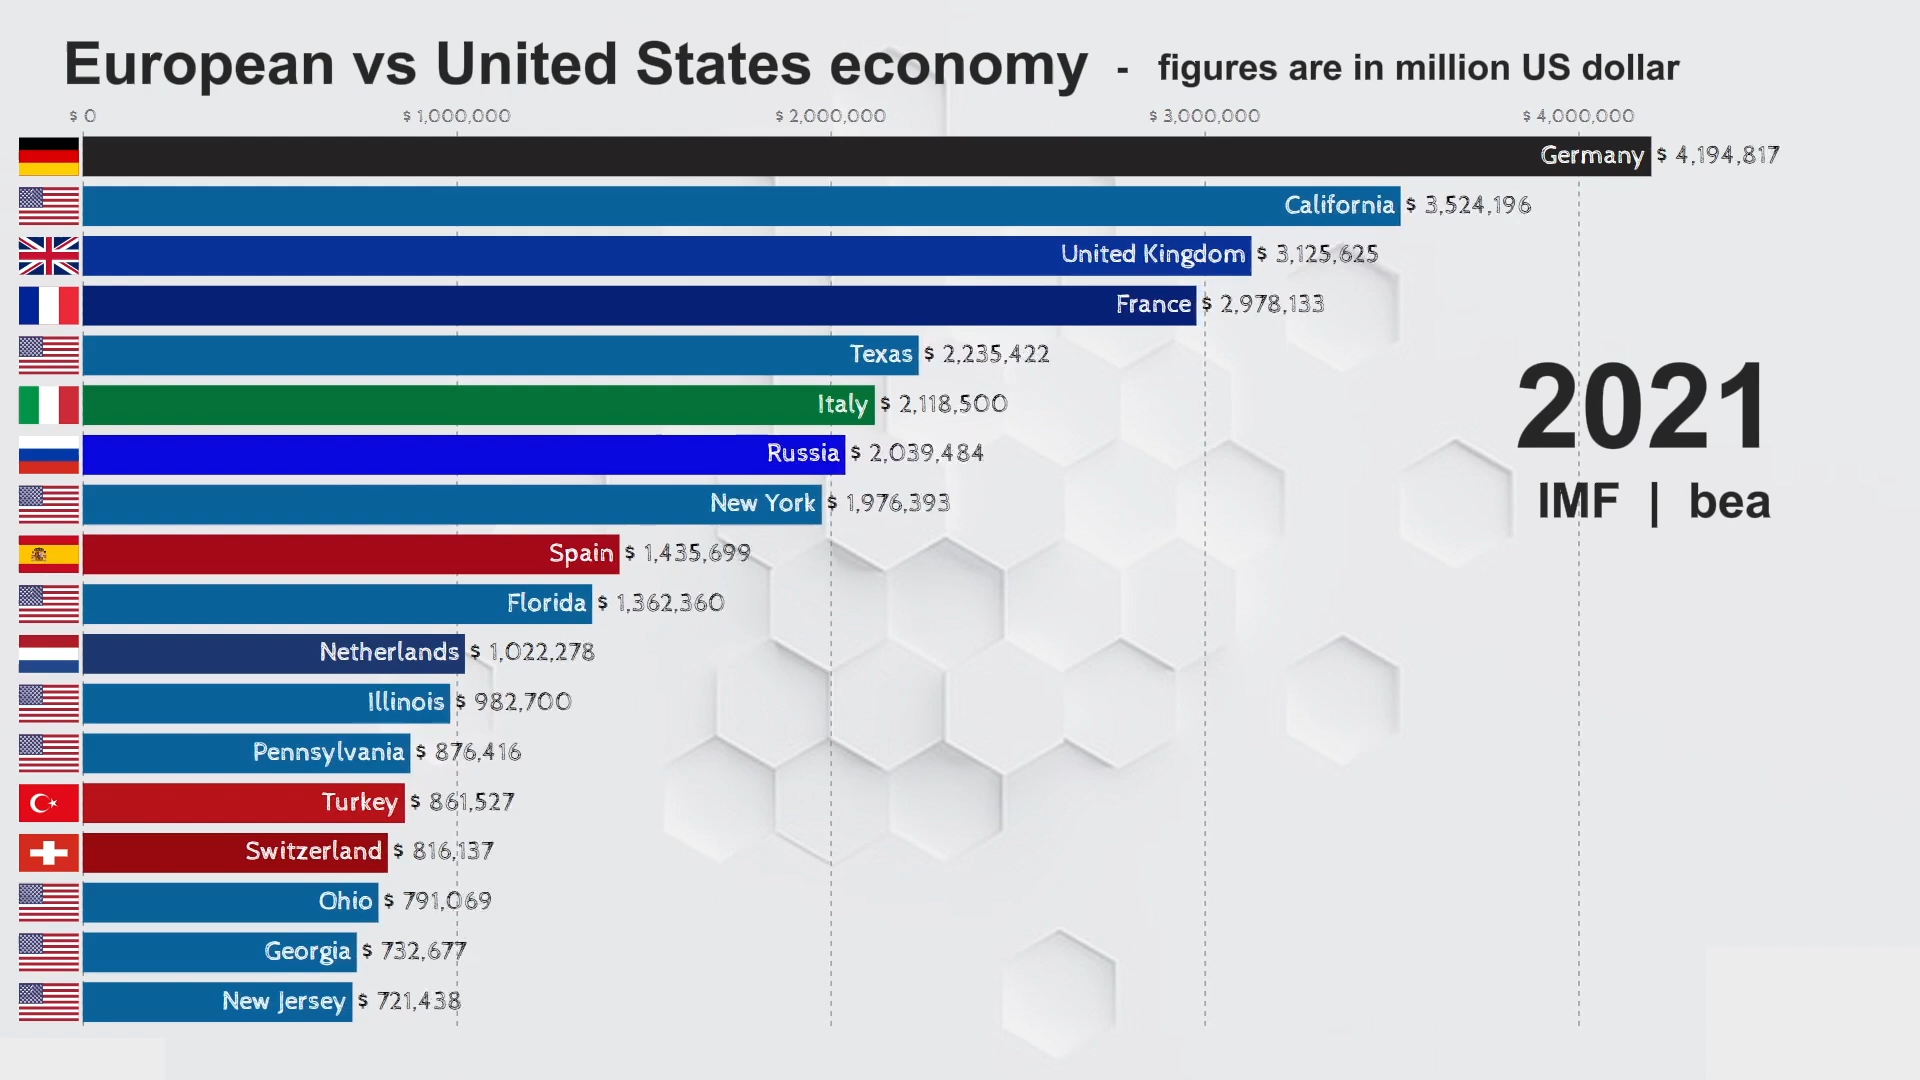 European vs United States economy - figures are in million US dollar
$ 0 $ 1,000,000 $ 2,000,000 $ 3,000,000 $ 4,000,000
Germany $ 4,194,817
California $ 3,524,196
United Kingdom $ 3,125,625
France $ 2,978,133
Texas $ 2,235,422
Italy $ 2,118,500
Russia $ 2,039,484
New York $ 1,976,393
Spain $ 1,435,699
Florida $ 1,362,360
Netherlands $ 1,022,278
Illinois $ 982,700
Pennsylvania $ 876,416
Turkey $ 861,527
Switzerland $ 816,137
Ohio $ 791,069
Georgia $ 732,677
New Jersey $ 721,438
2021
IMF | bea